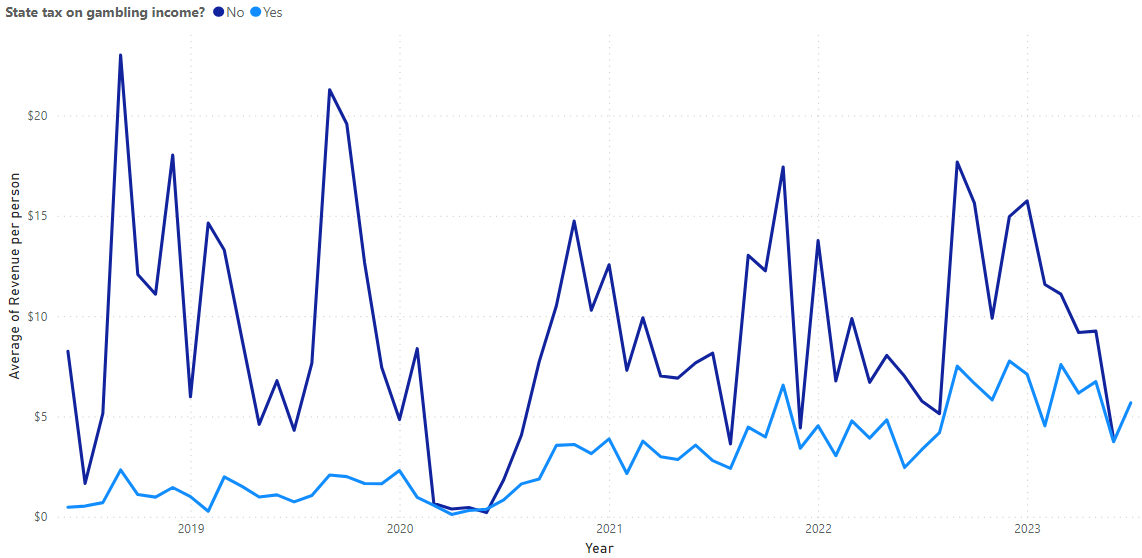 State tax on gambling income? No Yes
$20
$15
$10
$5
$0
Average of Revenue per person
2019 2020 2021 2022 2023
Year